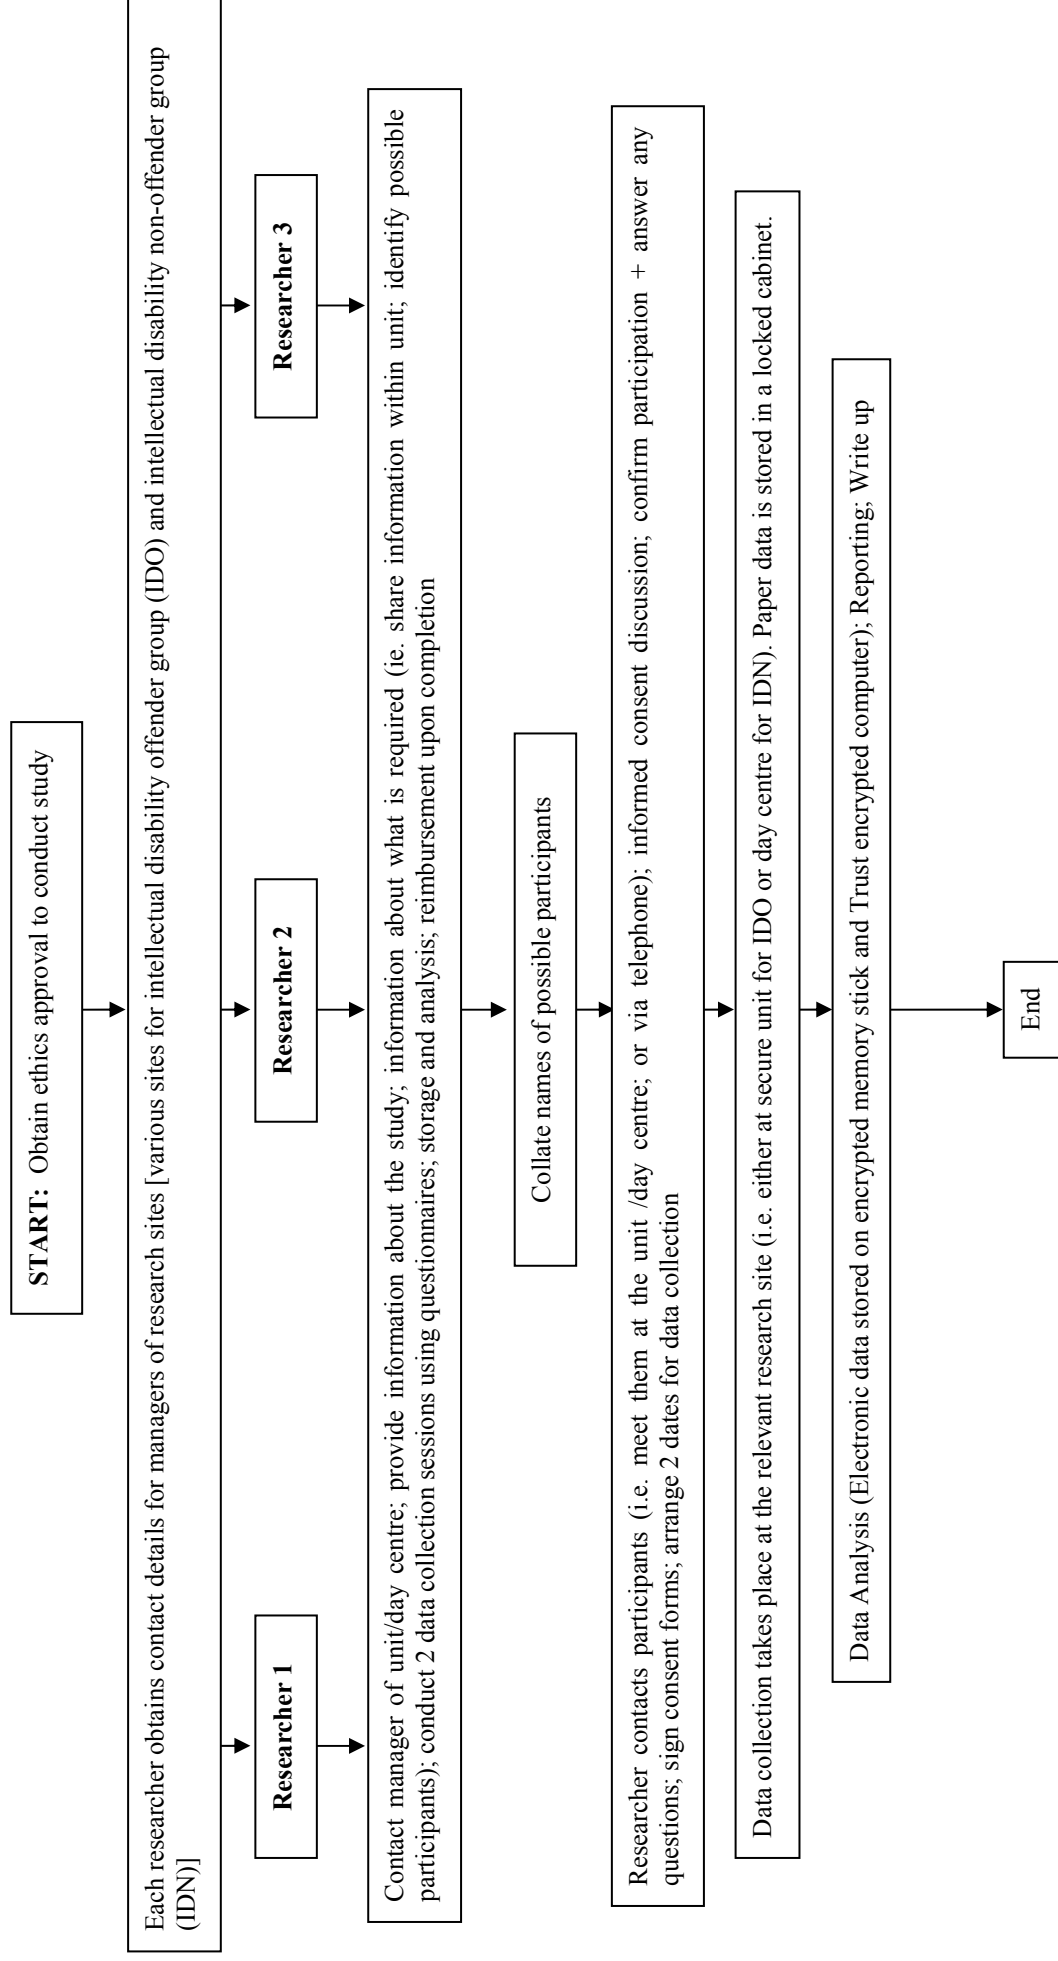 START: Obtain ethics approval to conduct study
Each researcher obtains contact details for managers of research sites [various sites for intellectual disability offender group (IDO) and intellectual disability non-offender group
(IDN)]
Researcher 1
Researcher 2
Researcher 3
Contact manager of unit/day centre; provide information about the study; information about what is required (ie. share information within unit; identify possible
participants); conduct 2 data collection sessions using questionnaires; storage and analysis; reimbursement upon completion
Collate names of possible participants
Researcher contacts participants (i.e. meet them at the unit /day centre; or via telephone); informed consent discussion; confirm participation + answer any
questions; sign consent forms; arrange 2 dates for data collection
Data collection takes place at the relevant research site (i.e. either at secure unit for IDO or day centre for IDN). Paper data is stored in a locked cabinet.
Data Analysis (Electronic data stored on encrypted memory stick and Trust encrypted computer); Reporting; Write up
End